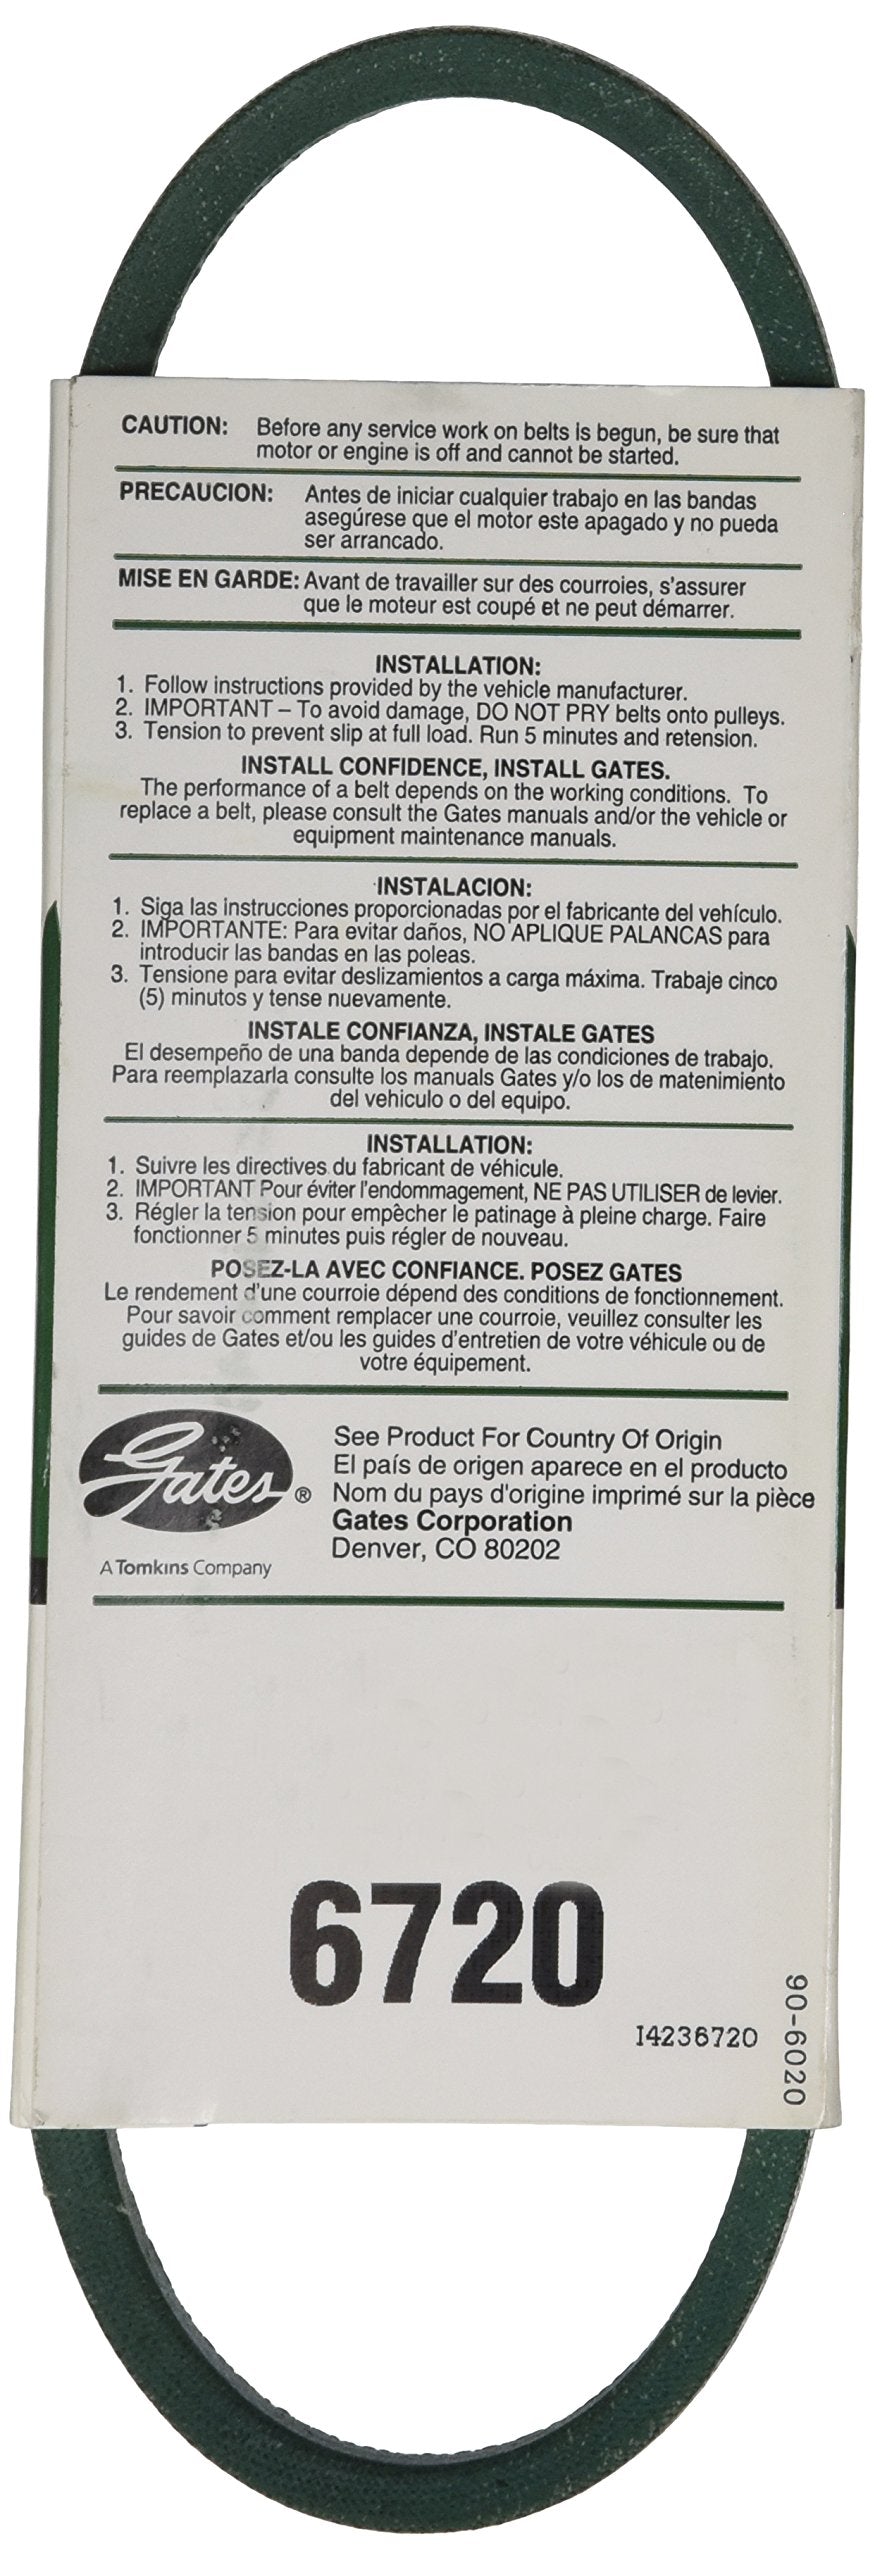 CAUTION: Before any service work on belts is begun, be sure that
motor or engine is off and cannot be started.
PRECAUCION: Antes de iniciar cualquier trabajo en las bandas
asegúrese que el motor este apagado y no pueda
ser arrancado.
MISE EN GARDE: Avant de travailler sur des courroies, s'assurer
que le moteur est coupé et ne peut démarrer.
INSTALLATION:
1. Follow instructions provided by the vehicle manufacturer.
2. IMPORTANT – To avoid damage, DO NOT PRY belts onto pulleys.
3. Tension to prevent slip at full load. Run 5 minutes and retension.
INSTALL CONFIDENCE, INSTALL GATES.
The performance of a belt depends on the working conditions. To
replace a belt, please consult the Gates manuals and/or the vehicle or
equipment maintenance manuals.
INSTALACION:
1. Siga las instrucciones proporcionadas por el fabricante del vehículo.
2. IMPORTANTE: Para evitar daños, NO APLIQUE PALANCAS para
introducir las bandas en las poleas.
3. Tensione para evitar deslizamientos a carga máxima. Trabaje cinco
(5) minutos y tense nuevamente.
INSTALE CONFIANZA, INSTALE GATES
El desempeño de una banda depende de las condiciones de trabajo.
Para reemplazarla consulte los manuals Gates y/o los de matenimiento
del vehiculo o del equipo.
INSTALLATION:
1. Suivre les directives du fabricant de véhicule.
2. IMPORTANT Pour éviter l'endommagement, NE PAS UTILISER de levier.
3. Régler la tension pour empêcher le patinage à pleine charge. Faire
fonctionner 5 minutes puis régler de nouveau.
POSEZ-LA AVEC CONFIANCE. POSEZ GATES
Le rendement d'une courroie dépend des conditions de fonctionnement.
Pour savoir comment remplacer une courroie, veuillez consulter les
guides de Gates et/ou les guides d'entretien de votre véhicule ou de
votre équipement.
Gates®
A Tomkins Company
See Product For Country Of Origin
El país de origen aparece en el producto
Nom du pays d'origine imprimé sur la pièce
Gates Corporation
Denver, CO 80202
6720
I4236720
90-6020